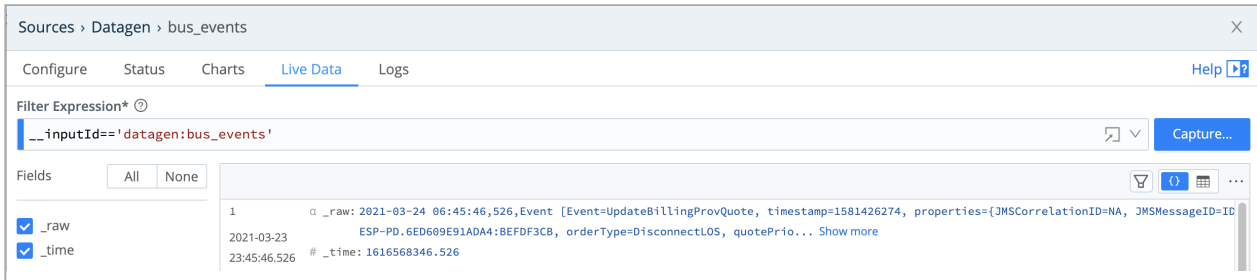 Sources › Datagen › bus_events
Configure Status Charts Live Data Logs Help
Filter Expression*
__inputId=='datagen:bus_events'
Capture...
Fields All None
_raw
_time
1
2021-03-23
23:45:46.526
α _raw: 2021-03-24 06:45:46,526,Event [Event=UpdateBillingProvQuote, timestamp=1581426274, properties={JMSCorrelationID=NA, JMSMessageID=ID
ESP-PD.6ED609E91ADA4:BEFDF3CB, orderType=DisconnectLOS, quotePrio... Show more
# _time: 1616568346.526